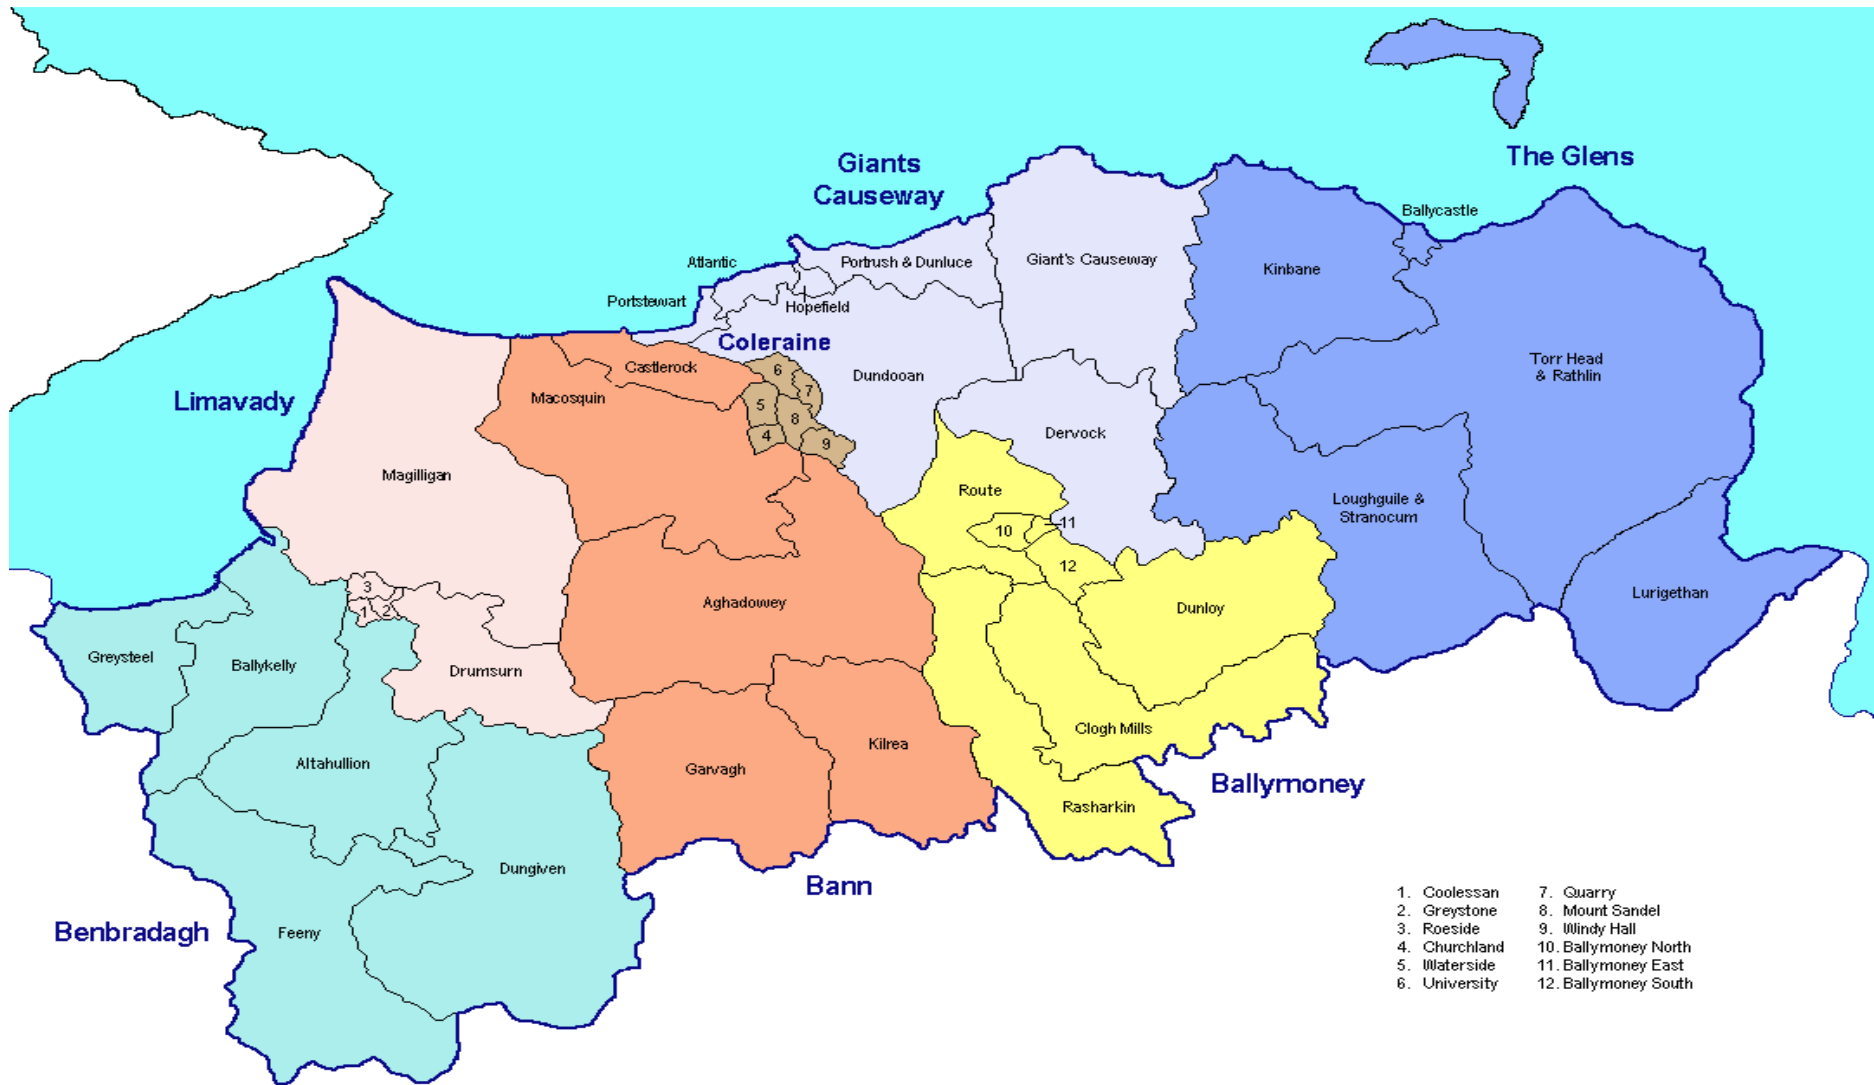 The Glens
Giants
Causeway
Ballycastle
Atlantic
Portrush & Dunluce
Giant's Causeway
Kinbane
Portstewart
Hopefield
Coleraine
Castlerock
6
7
Dundooan
Torr Head
& Rathlin
Limavady
Macosquin
5
8
4
9
Dervock
Magilligan
Route
Loughguile &
Stranocum
10
11
12
3
1
2
Aghadowey
Dunloy
Lurigethan
Greysteel
Ballykelly
Drumsurn
Clogh Mills
Altahullion
Garvagh
Kilrea
Ballymoney
Rasharkin
Dungiven
Bann
Benbradagh
Feeny
1. Coolessan
2. Greystone
3. Roeside
4. Churchland
5. Waterside
6. University
7. Quarry
8. Mount Sandel
9. Windy Hall
10. Ballymoney North
11. Ballymoney East
12. Ballymoney South